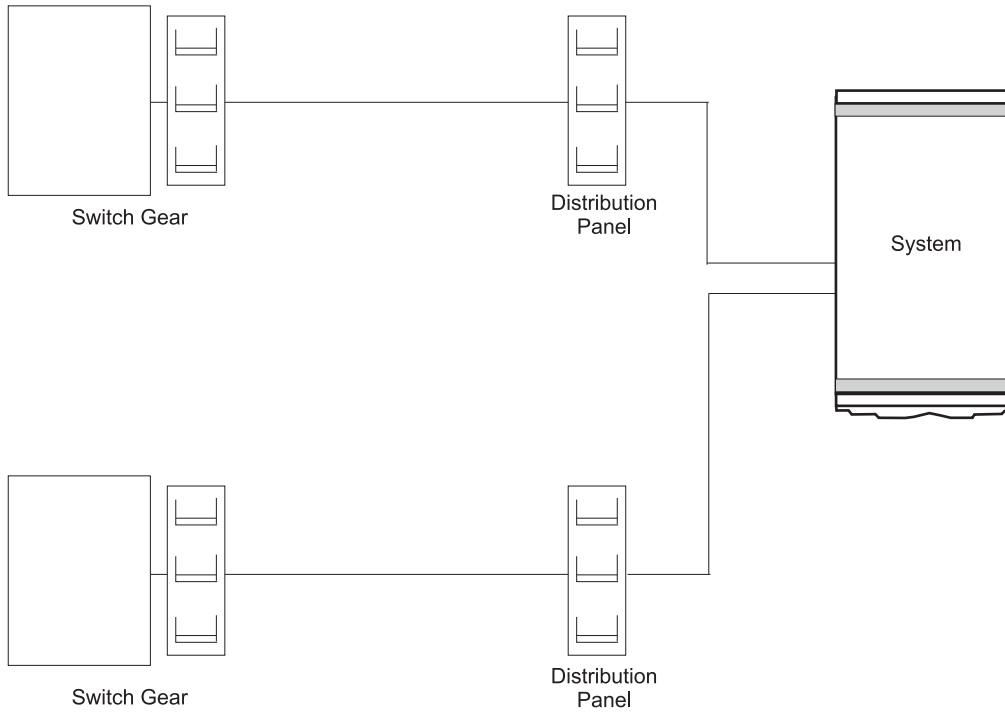 Switch Gear
Distribution
Panel
System
Switch Gear
Distribution
Panel